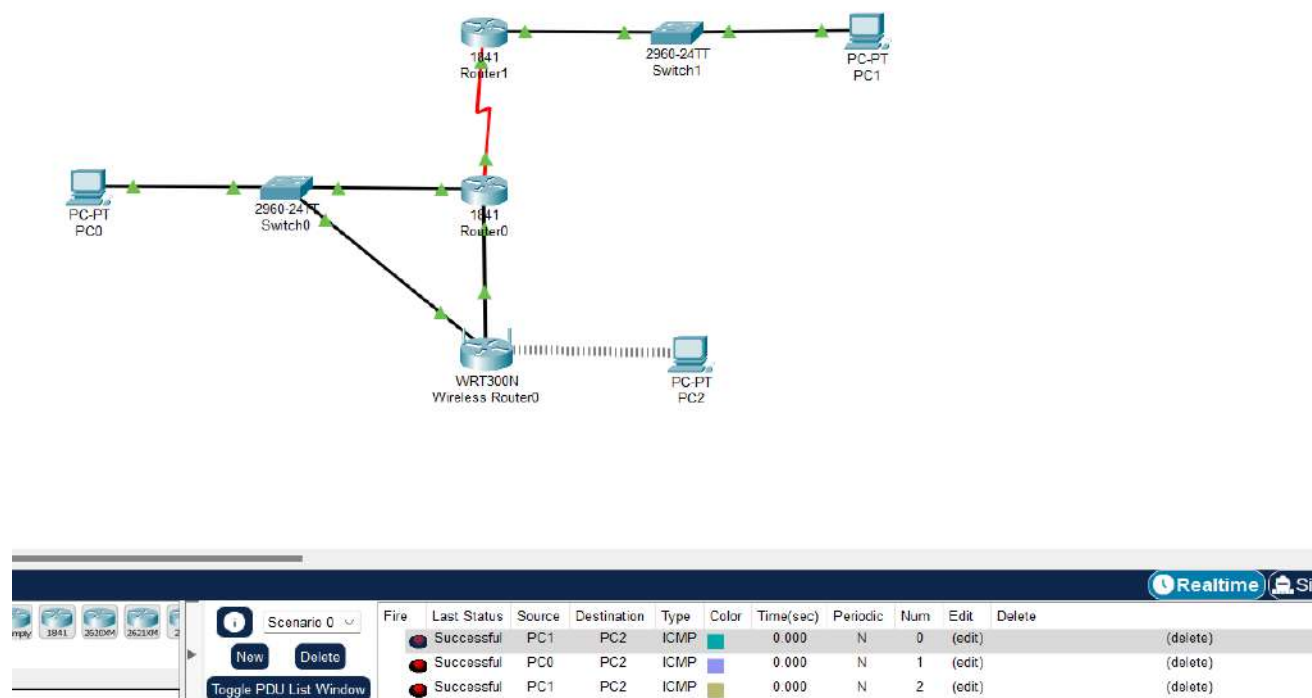 1841
Router1
2960-24TT
Switch1
PC-PT
PC1
PC-PT
PC0
2960-24TT
Switch0
1841
Router0
WRT300N
Wireless Router0
PC-PT
PC2
Realtime
Si
1841
2620XM
2621XM
2
Scenario 0
New
Delete
Toggle PDU List Window
Fire Last Status Source Destination Type Color Time(sec) Periodic Num Edit Delete
Successful PC1 PC2 ICMP 0.000 N 0 (edit) (delete)
Successful PC0 PC2 ICMP 0.000 N 1 (edit) (delete)
Successful PC1 PC2 ICMP 0.000 N 2 (edit) (delete)